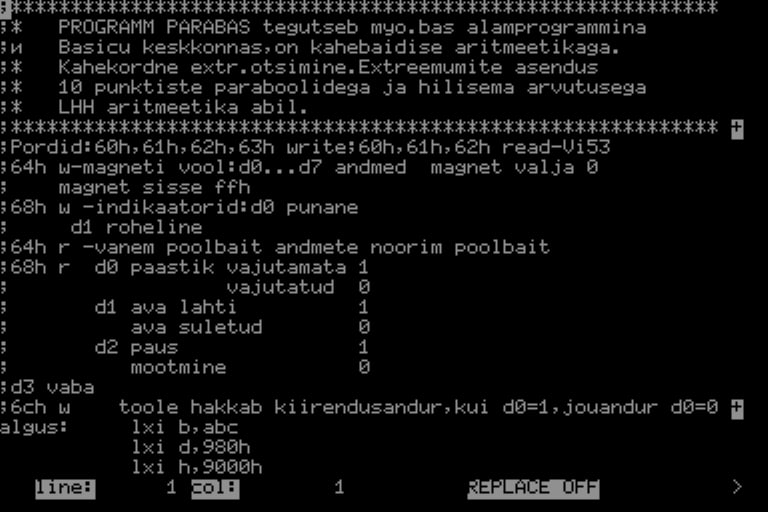 ;***********************************************************
;*   PROGRAMM PARABAS tegutseb myo.bas alamprogrammina
;и   Basicu keskkonnas,on kahebaidise aritmeetikaga.
;*   Kahekordne extr.otsimine.Extreemumite asendus
;*   10 punktiste paraboolidega ja hilisema arvutusega
;*   LHH aritmeetika abil.
;*********************************************************** +
;Pordid:60h,61h,62h,63h write;60h,61h,62h read-Vi53
;64h w-magneti vool:d0...d7 andmed  magnet valja 0
;    magnet sisse ffh
;68h w -indikaatorid:d0 punane
;     d1 roheline
;64h r -vanem poolbait andmete noorim poolbait
;68h r  d0 paastik vajutamata 1
;                  vajutatud  0
;       d1 ava lahti          1
;          ava suletud        0
;       d2 paus               1
;          mootmine           0
;d3 vaba
;6ch w    toole hakkab kiirendusandur,kui d0=1,jouandur d0=0 +
algus:     lxi b,abc
           lxi d,980h
           lxi h,9000h
line:      1 col:        1          REPLACE OFF           >